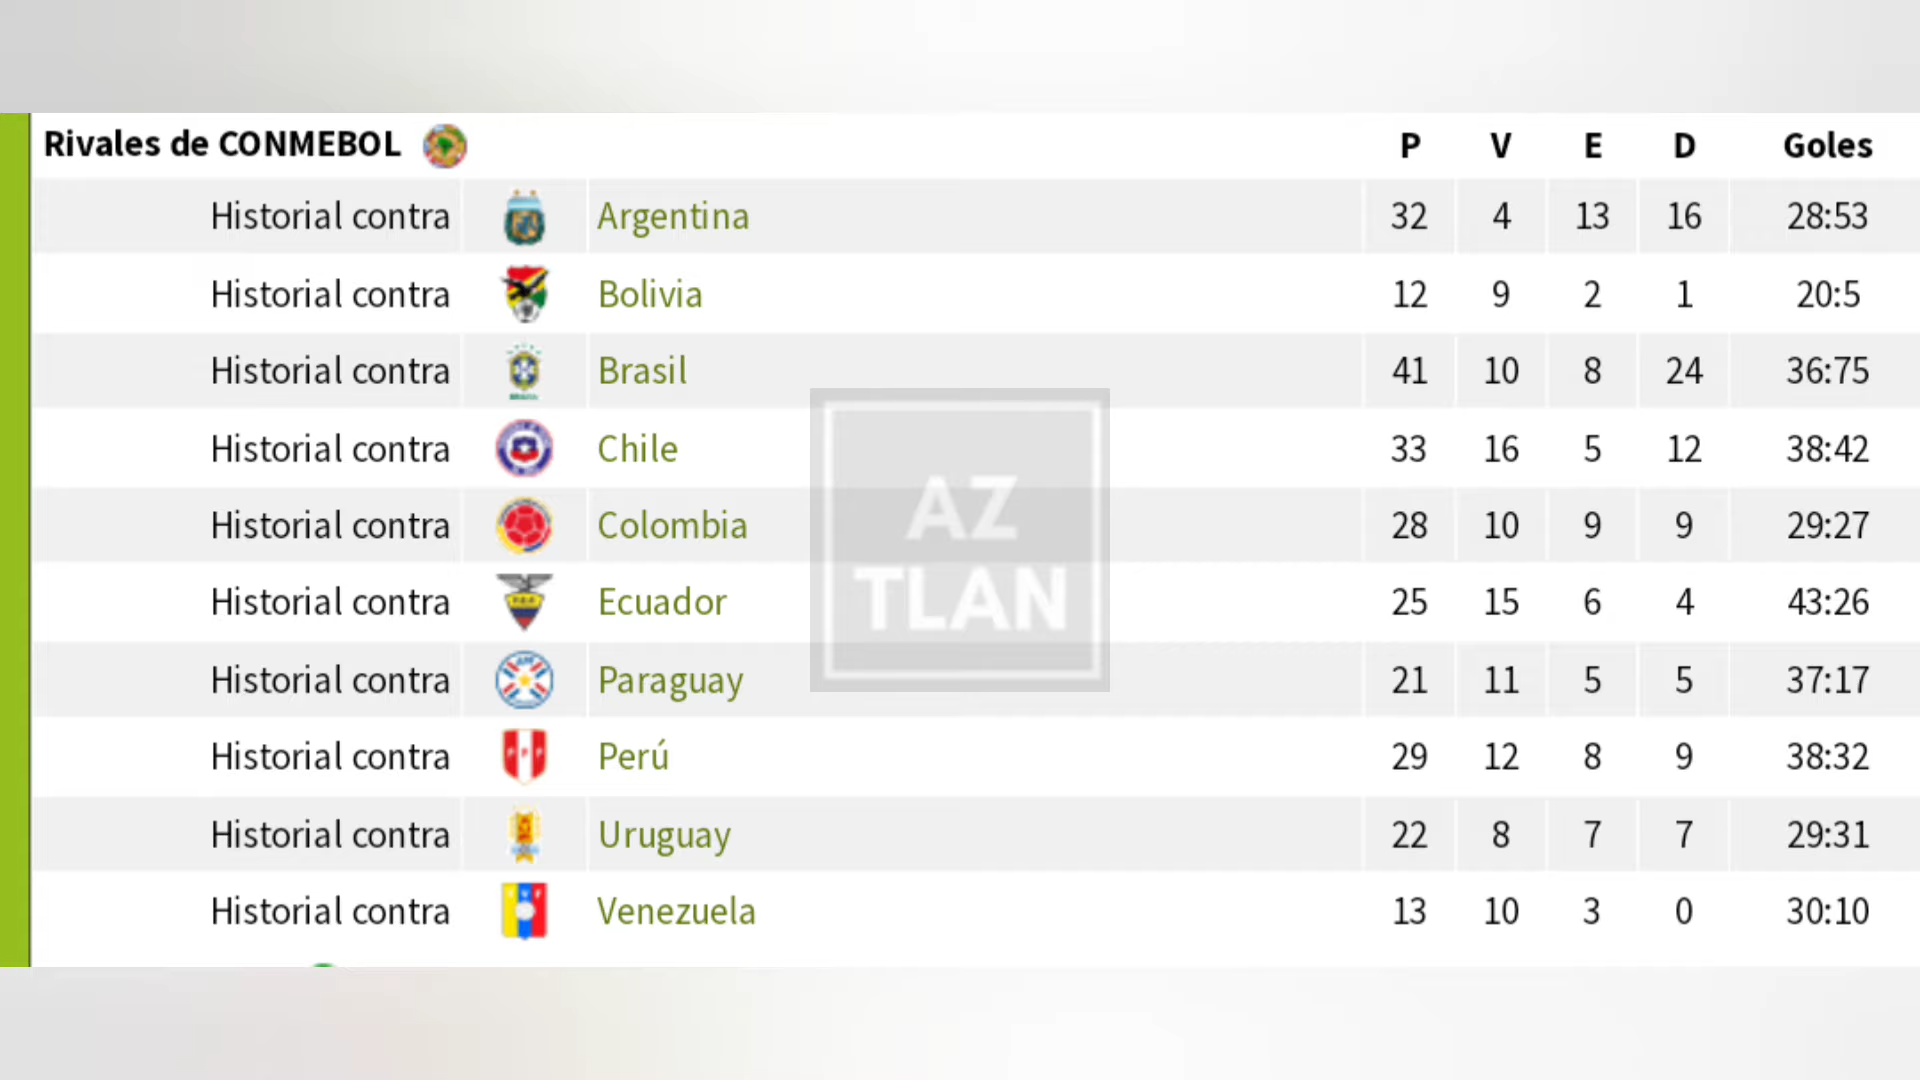 Rivales de CONMEBOL P V E D Goles
Historial contra Argentina 32 4 13 16 28:53
Historial contra Bolivia 12 9 2 1 20:5
Historial contra Brasil 41 10 8 24 36:75
Historial contra Chile 33 16 5 12 38:42
Historial contra Colombia 28 10 9 9 29:27
Historial contra Ecuador 25 15 6 4 43:26
Historial contra Paraguay 21 11 5 5 37:17
Historial contra Perú 29 12 8 9 38:32
Historial contra Uruguay 22 8 7 7 29:31
Historial contra Venezuela 13 10 3 0 30:10
AZ
TLAN